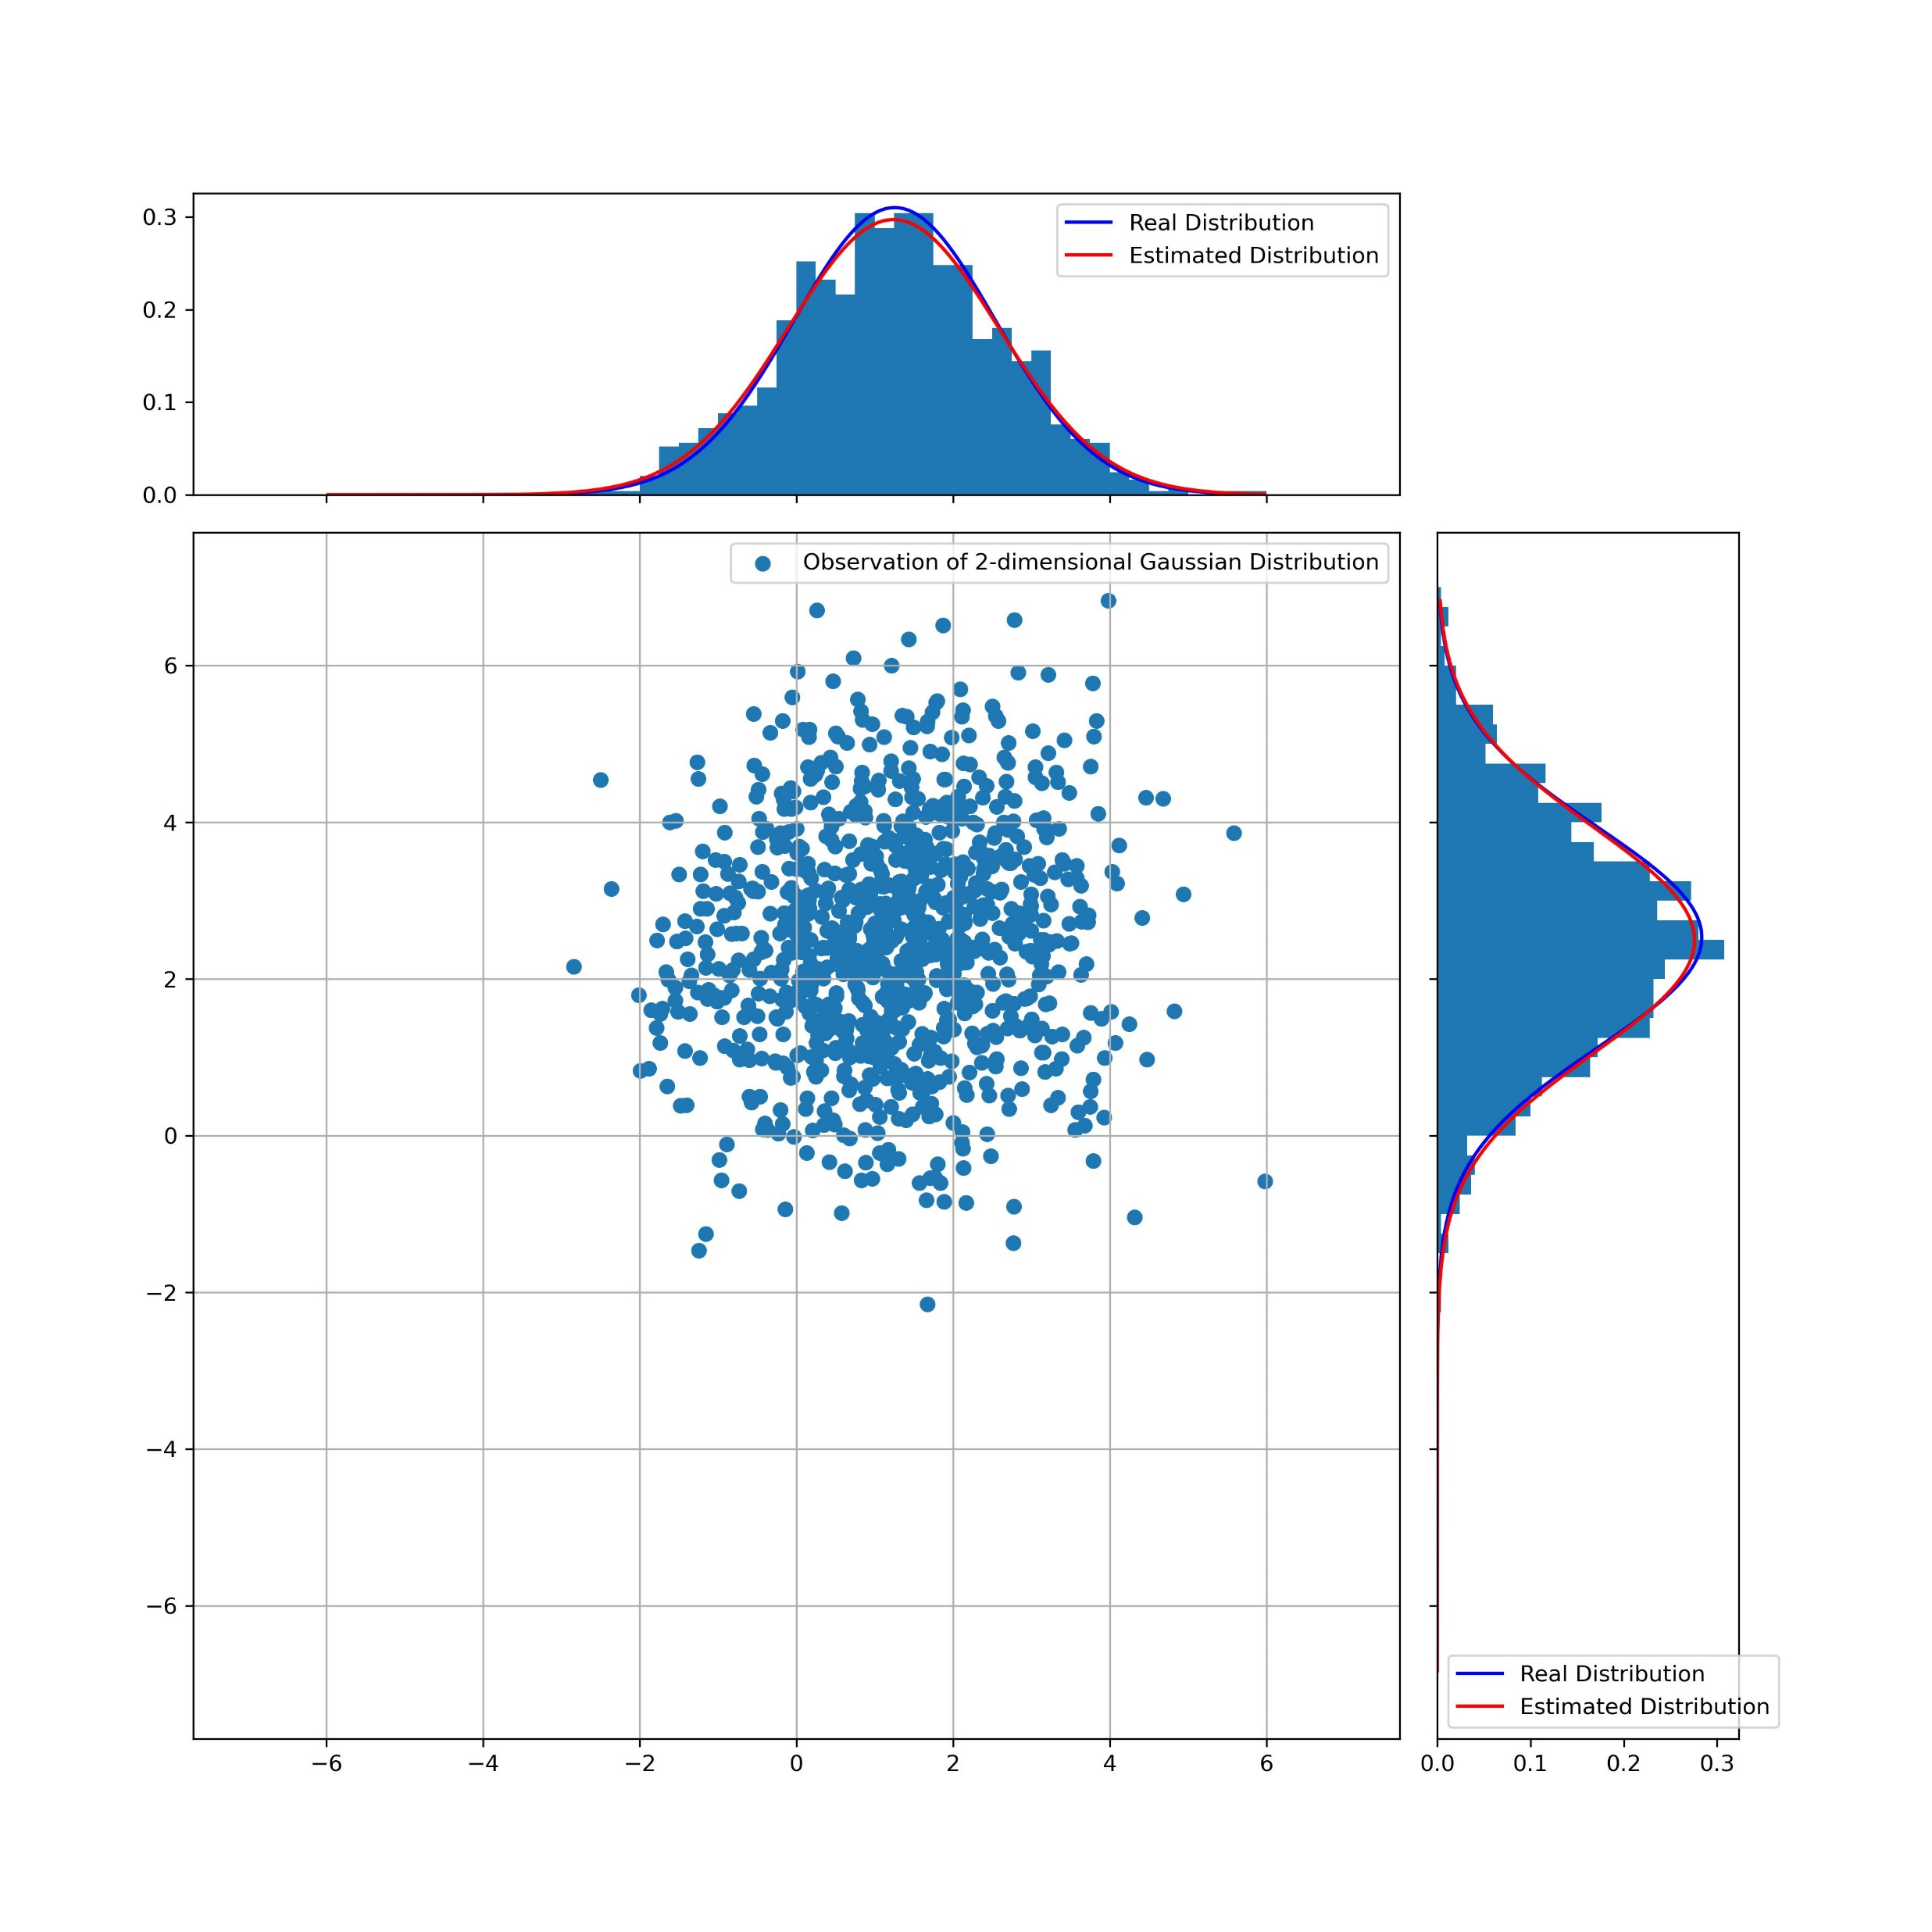 0.3
0.2
0.1
0.0
Real Distribution
Estimated Distribution
Observation of 2-dimensional Gaussian Distribution
6
4
2
0
−2
−4
−6
−6 −4 −2 0 2 4 6
Real Distribution
Estimated Distribution
0.0 0.1 0.2 0.3